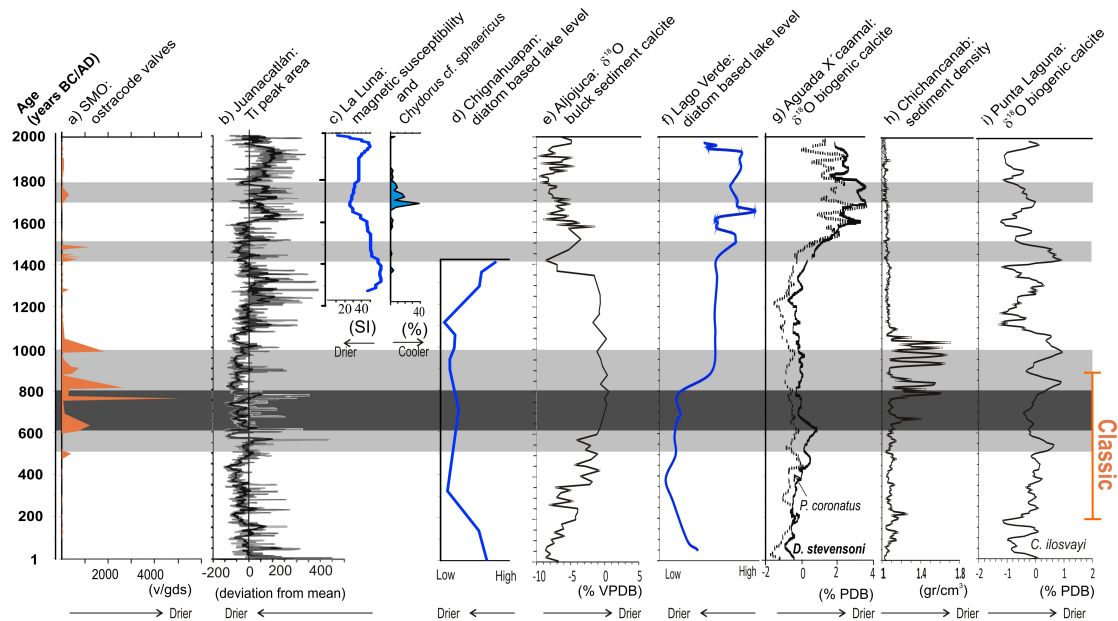 Age
(years BC/AD)
a) SMO:
ostracode valves
b) Juanacatlán:
Ti peak area
c) La Luna:
magnetic susceptibility
and
Chydorus cf. sphaericus
d) Chignahuapan:
diatom based lake level
e) Aljojuca: δ18O
bulck sediment calcite
f) Lago Verde:
diatom based lake level
g) Aguada X'caamal:
δ18O biogenic calcite
h) Chichancanab:
sediment density
i) Punta Laguna:
δ18O biogenic calcite
2000
1800
1600
1400
1200
1000
800
600
400
200
1
20 40
(SI)
Drier
40
(%)
Cooler
Classic
P. coronatus
D. stevensoni
C. ilosvayi
2000 4000
(v/gds)
-200 0 200 400
(deviation from mean)
Low High
-10 -5 0 5
(% VPDB)
Low High
-2 0 2 4
(% PDB)
1 1.4 1.8
(gr/cm3)
-2 -1 0 1 2
(% PDB)
Drier Drier Drier Drier Drier Drier Drier Drier